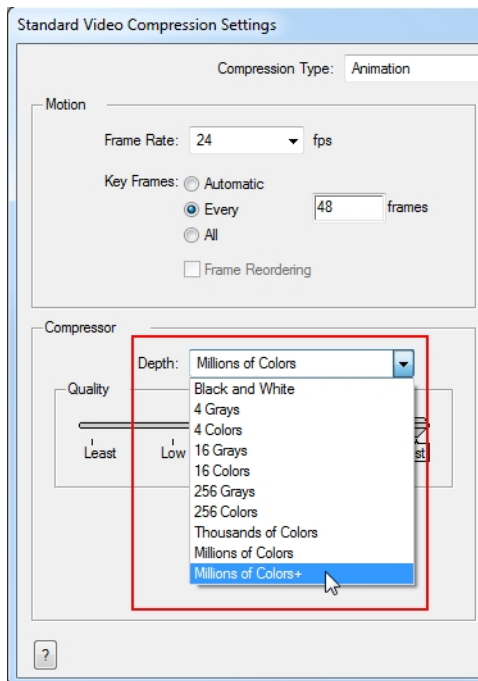 Standard Video Compression Settings
Compression Type: Animation
Motion
Frame Rate: 24 fps
Key Frames: Automatic
Every 48 frames
All
Frame Reordering
Compressor
Depth: Millions of Colors
Quality
Black and White
4 Grays
4 Colors
Least Low 16 Grays st
16 Colors
256 Grays
256 Colors
Thousands of Colors
Millions of Colors
Millions of Colors+
?